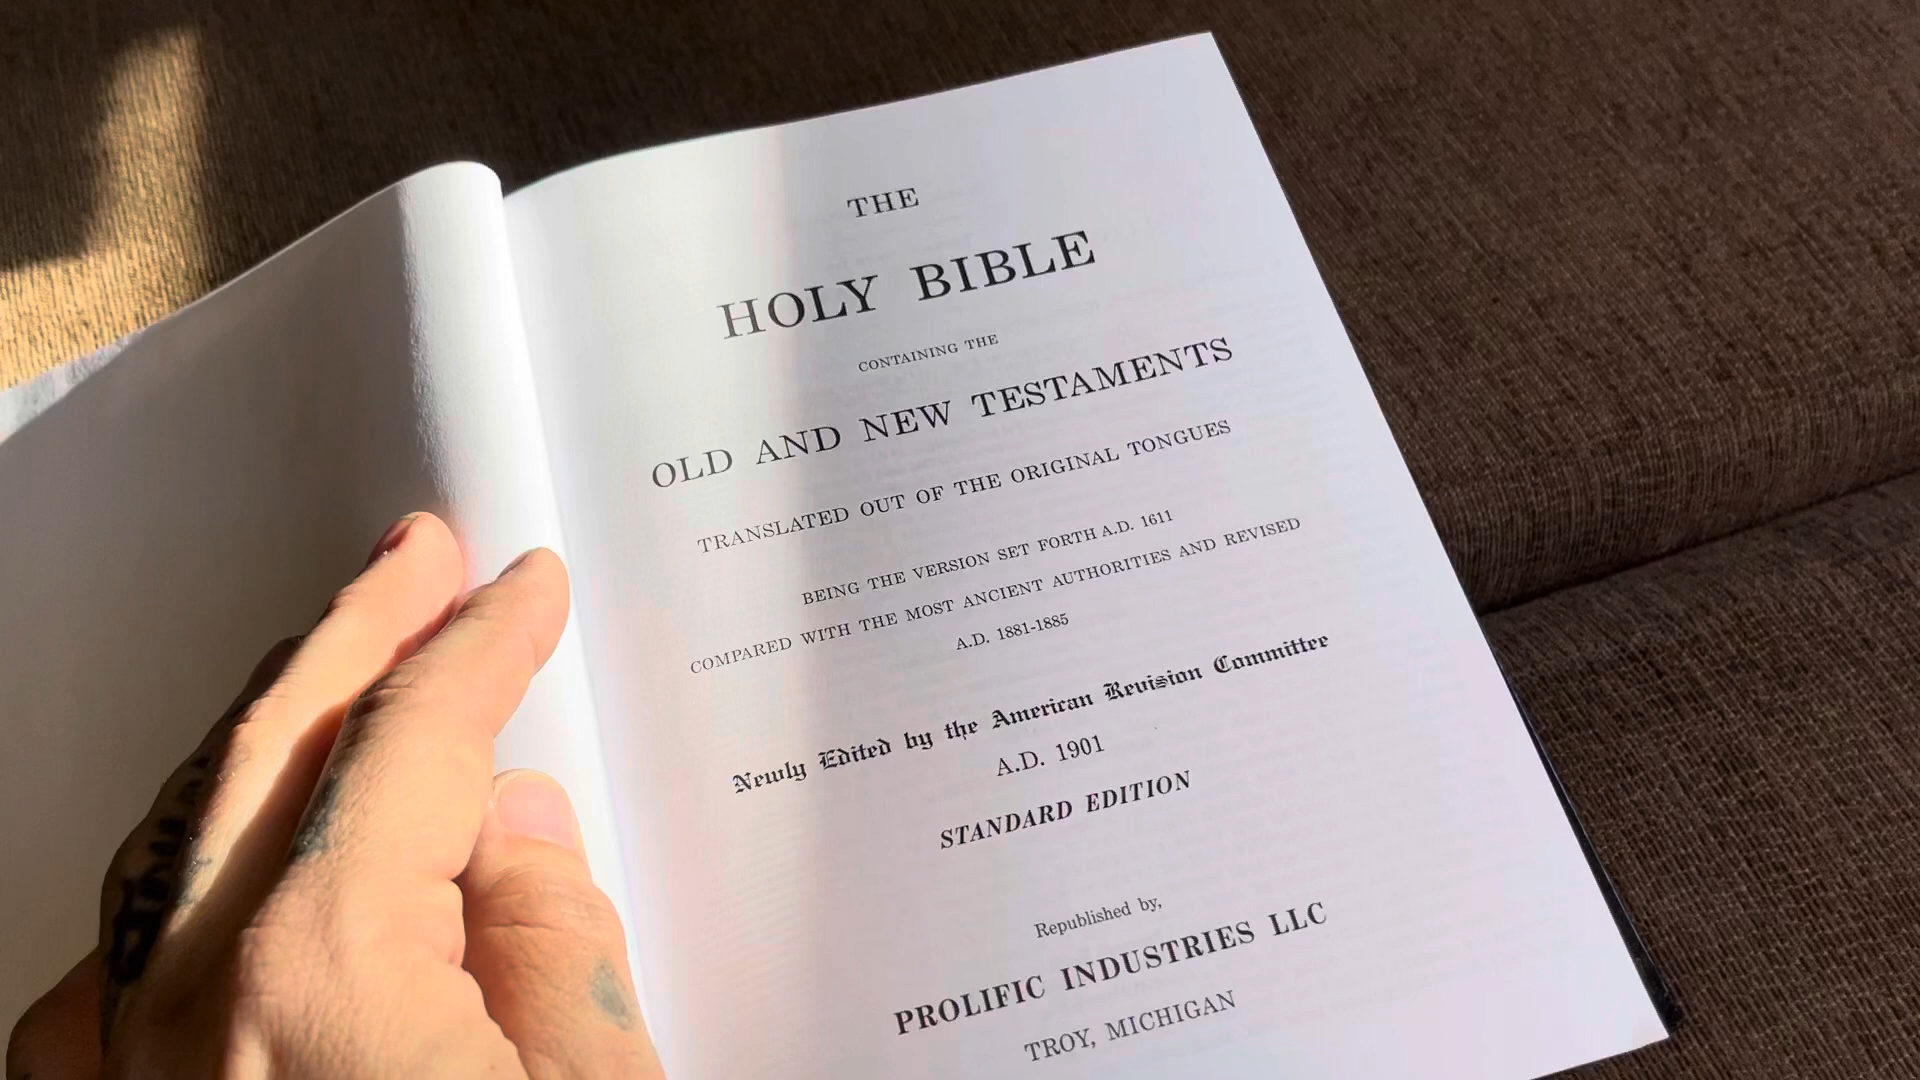 THE
HOLY BIBLE
CONTAINING THE
OLD AND NEW TESTAMENTS
TRANSLATED OUT OF THE ORIGINAL TONGUES
BEING THE VERSION SET FORTH A.D. 1611
COMPARED WITH THE MOST ANCIENT AUTHORITIES AND REVISED
A.D. 1881-1885
Newly Edited by the American Revision Committee
A.D. 1901
STANDARD EDITION
Republished by,
PROLIFIC INDUSTRIES LLC
TROY, MICHIGAN